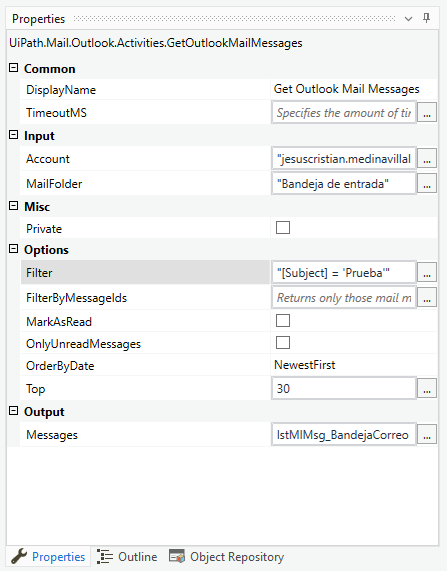 Properties
UiPath.Mail.Outlook.Activities.GetOutlookMailMessages
Common
DisplayName Get Outlook Mail Messages
TimeoutMS Specifies the amount of tir ...
Input
Account "jesuscristian.medinavillal ...
MailFolder "Bandeja de entrada" ...
Misc
Private
Options
Filter "[Subject] = 'Prueba'" ...
FilterByMessageIds Returns only those mail m ...
MarkAsRead
OnlyUnreadMessages
OrderByDate NewestFirst
Top 30 ...
Output
Messages lstMlMsg_BandejaCorreo ...
Properties Outline Object Repository